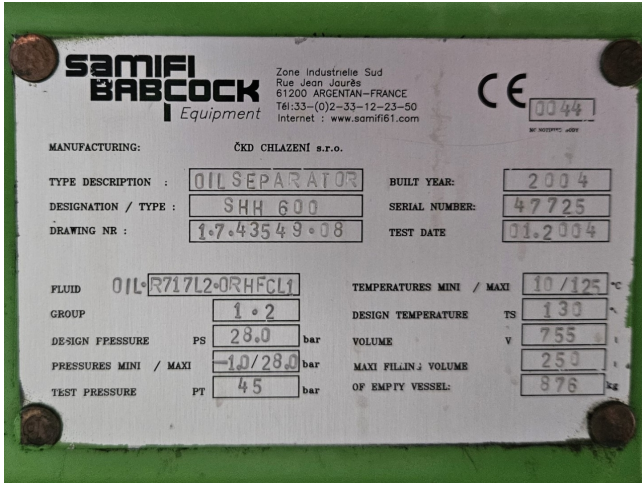 SAMIFI
BABCOCK
Equipment
Zone Industrielle Sud
Rue Jean Jaurès
61200 ARGENTAN-FRANCE
Tél:33-(0)2-33-12-23-50
Internet : www.samifi61.com
CE 0044
MANUFACTURING: ČKD CHLAZENÍ s.r.o.
TYPE DESCRIPTION : OIL SEPARATOR
DESIGNATION / TYPE : SHH 600
DRAWING NR : 1.7.43549.08
BUILT YEAR: 2004
SERIAL NUMBER: 47725
TEST DATE 01.2004
FLUID OIL.R717L2.ORHFCL1
GROUP 1.2
DESIGN PRESSURE PS 28.0 bar
PRESSURES MINI / MAXI -1.0/28.0 bar
TEST PRESSURE PT 45 bar
TEMPERATURES MINI / MAXI 10/125 °C
DESIGN TEMPERATURE TS 130
VOLUME V 755
MAXI FILLING VOLUME 250
OF EMPTY VESSEL: 876 kg